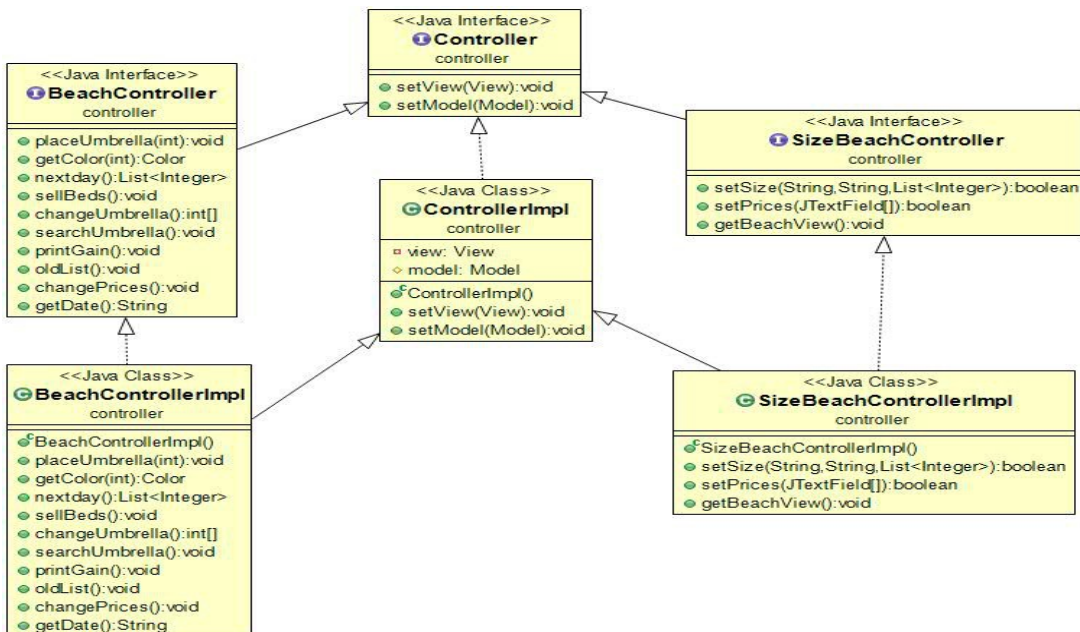 <<Java Interface>>
Controller
controller
setView(View):void
setModel(Model):void
<<Java Interface>>
BeachController
controller
placeUmbrella(int):void
getColor(int):Color
nextday():List<Integer>
sellBeds():void
changeUmbrella():int[]
searchUmbrella():void
printGain():void
oldList():void
changePrices():void
getDate():String
<<Java Interface>>
SizeBeachController
controller
setSize(String,String,List<Integer>):boolean
setPrices(JTextField[]):boolean
getBeachView():void
<<Java Class>>
ControllerImpl
controller
view: View
model: Model
ControllerImpl()
setView(View):void
setModel(Model):void
<<Java Class>>
BeachControllerImpl
controller
BeachControllerImpl()
placeUmbrella(int):void
getColor(int):Color
nextday():List<Integer>
sellBeds():void
changeUmbrella():int[]
searchUmbrella():void
printGain():void
oldList():void
changePrices():void
getDate():String
<<Java Class>>
SizeBeachControllerImpl
controller
SizeBeachControllerImpl()
setSize(String,String,List<Integer>):boolean
setPrices(JTextField[]):boolean
getBeachView():void